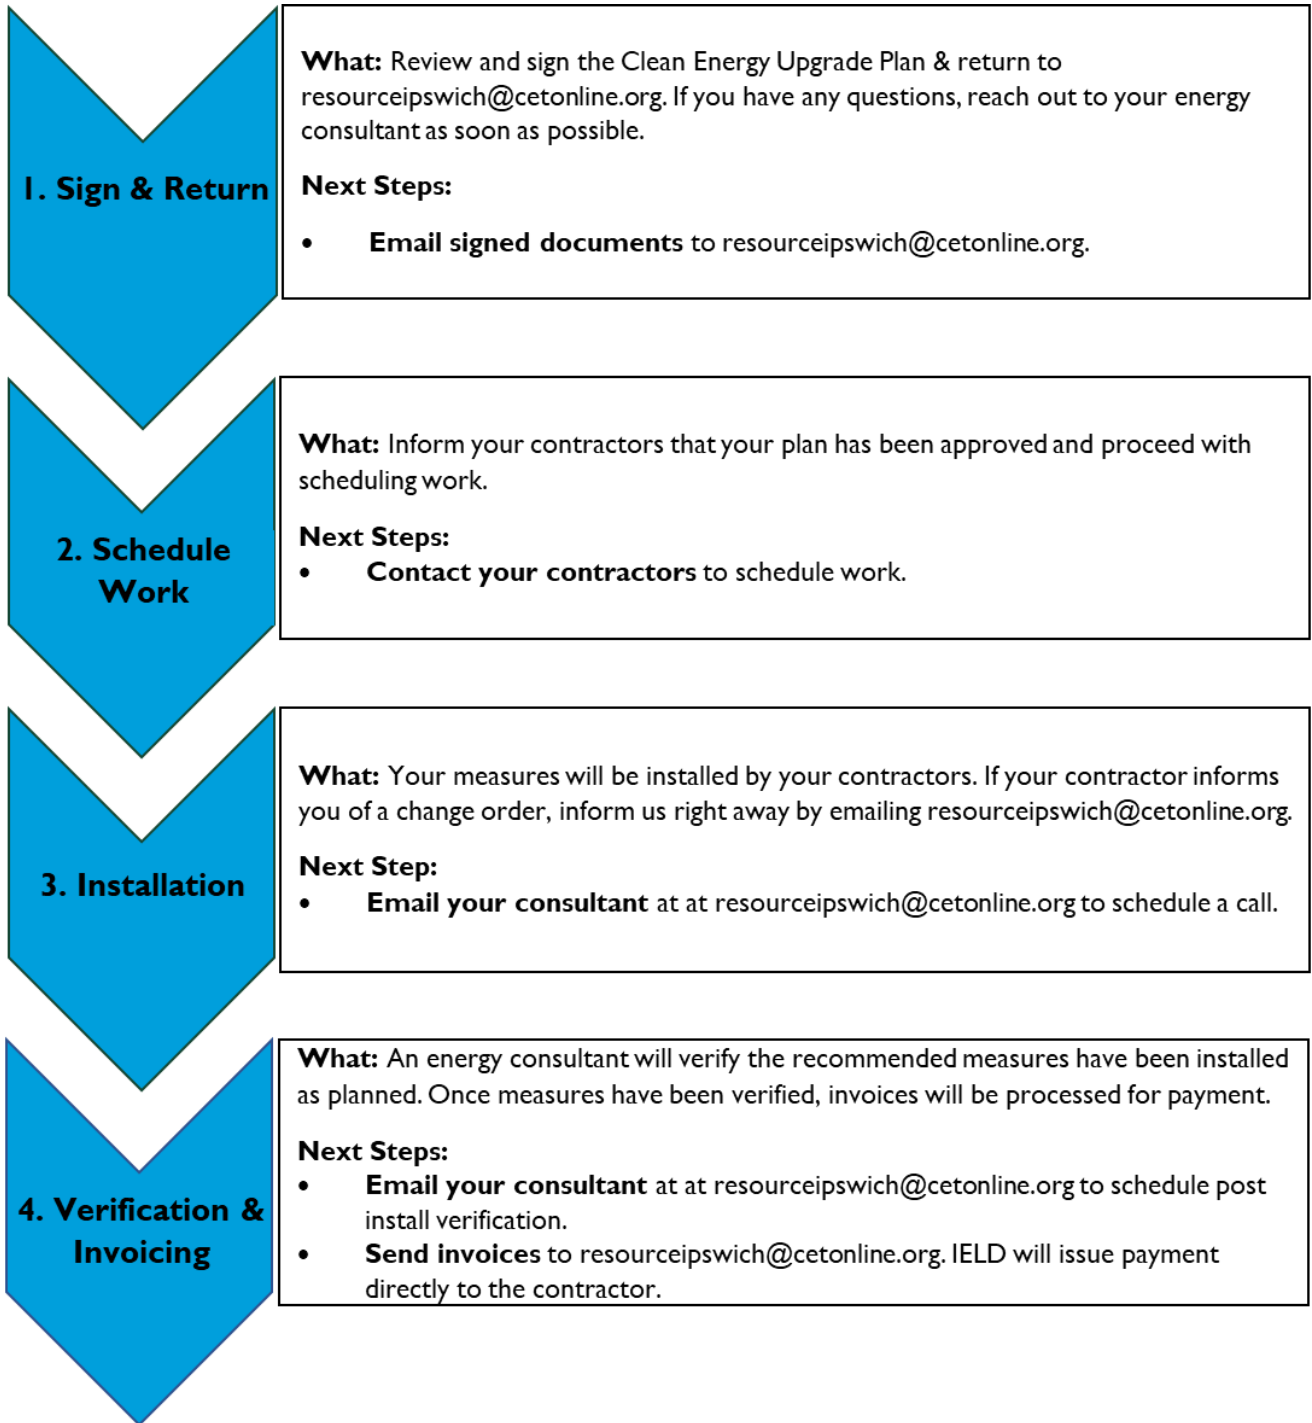 1. Sign & Return
What: Review and sign the Clean Energy Upgrade Plan & return to
resourceipswich@cetonline.org. If you have any questions, reach out to your energy
consultant as soon as possible.
Next Steps:
• Email signed documents to resourceipswich@cetonline.org.
2. Schedule
Work
What: Inform your contractors that your plan has been approved and proceed with
scheduling work.
Next Steps:
• Contact your contractors to schedule work.
3. Installation
What: Your measures will be installed by your contractors. If your contractor informs
you of a change order, inform us right away by emailing resourceipswich@cetonline.org.
Next Step:
• Email your consultant at at resourceipswich@cetonline.org to schedule a call.
4. Verification &
Invoicing
What: An energy consultant will verify the recommended measures have been installed
as planned. Once measures have been verified, invoices will be processed for payment.
Next Steps:
• Email your consultant at at resourceipswich@cetonline.org to schedule post
install verification.
• Send invoices to resourceipswich@cetonline.org. IELD will issue payment
directly to the contractor.